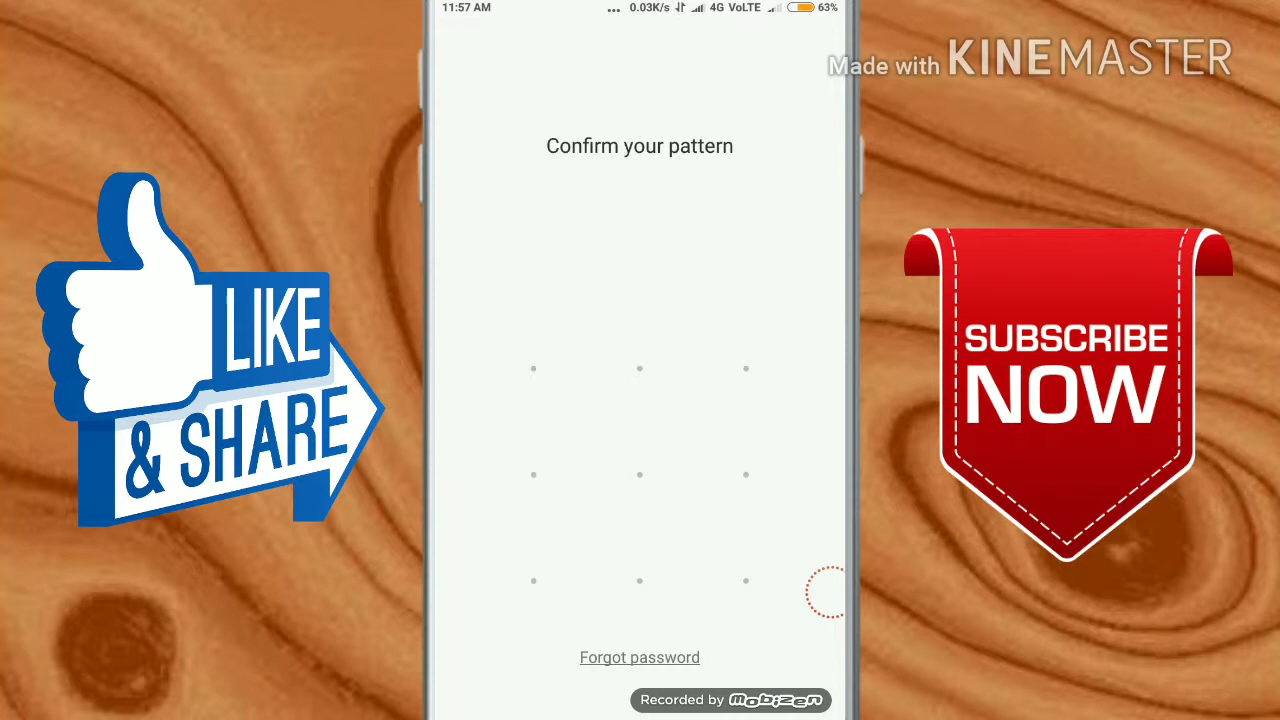 11:57 AM
... 0.03K/s 4G VoLTE 63%
Made with KINEMASTER
Confirm your pattern
LIKE
& SHARE
SUBSCRIBE
NOW
Forgot password
Recorded by mobizen